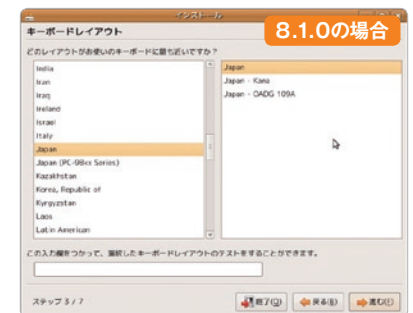 インストール
8.1.0の場合
キーボードレイアウト
どのレイアウトがお使いのキーボードに最も近いですか？
India
Iran
Iraq
Ireland
Israel
Italy
Japan
Japan (PC-98xx Series)
Kazakhstan
Korea, Republic of
Kyrgyzstan
Laos
Latin American
Japan
Japan - Kana
Japan - OADG 109A
この入力欄をつかって、選択したキーボードレイアウトのテストをすることができます。
ステップ 3 / 7
終了(Q)
戻る(B)
進む(F)